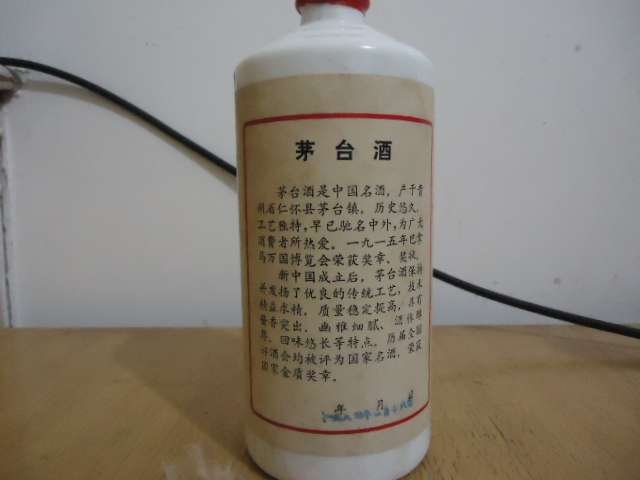 茅台酒
茅台酒是中国名酒，产于贵
州省仁怀县茅台镇，历史悠久，
工艺独特，早已驰名中外，为广大
消费者所热爱。一九一五年巴拿
马万国博览会荣获奖章、奖状。
新中国成立后，茅台酒保持
并发扬了优良的传统工艺，技术
精益求精，质量稳定提高，具有
酱香突出，幽雅细腻，酒体醇
厚，回味悠长等特点，历届全国
评酒会均被评为国家名酒，荣获
国家金质奖章。
年 月 日